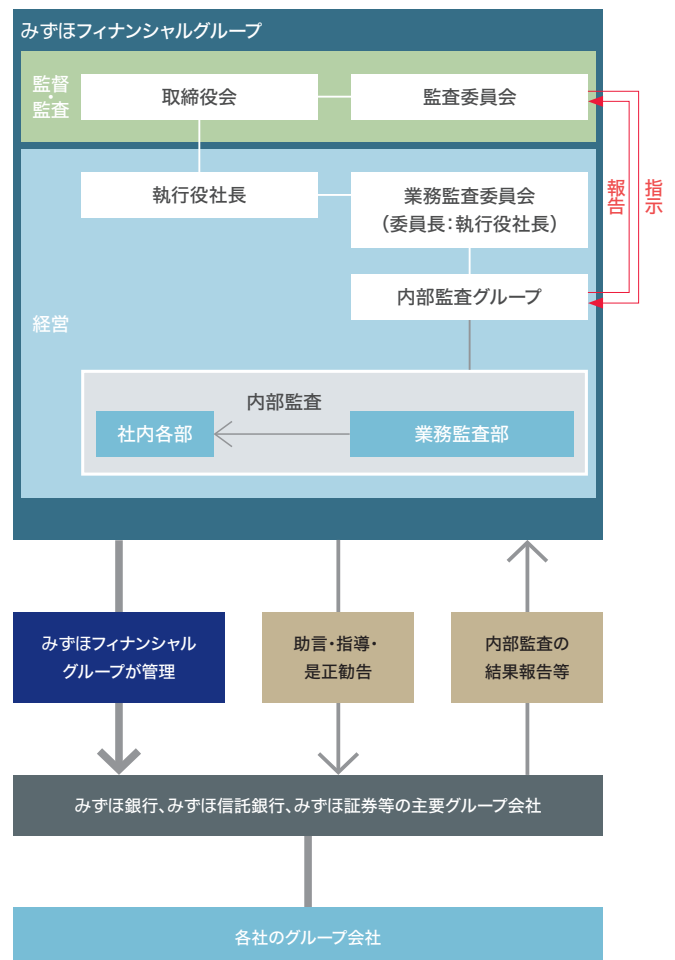 みずほフィナンシャルグループ
監督・監査
取締役会
監査委員会
執行役社長
業務監査委員会
（委員長：執行役社長）
報告
指示
内部監査グループ
経営
内部監査
社内各部
業務監査部
みずほフィナンシャル
グループが管理
助言・指導・
是正勧告
内部監査の
結果報告等
みずほ銀行、みずほ信託銀行、みずほ証券等の主要グループ会社
各社のグループ会社